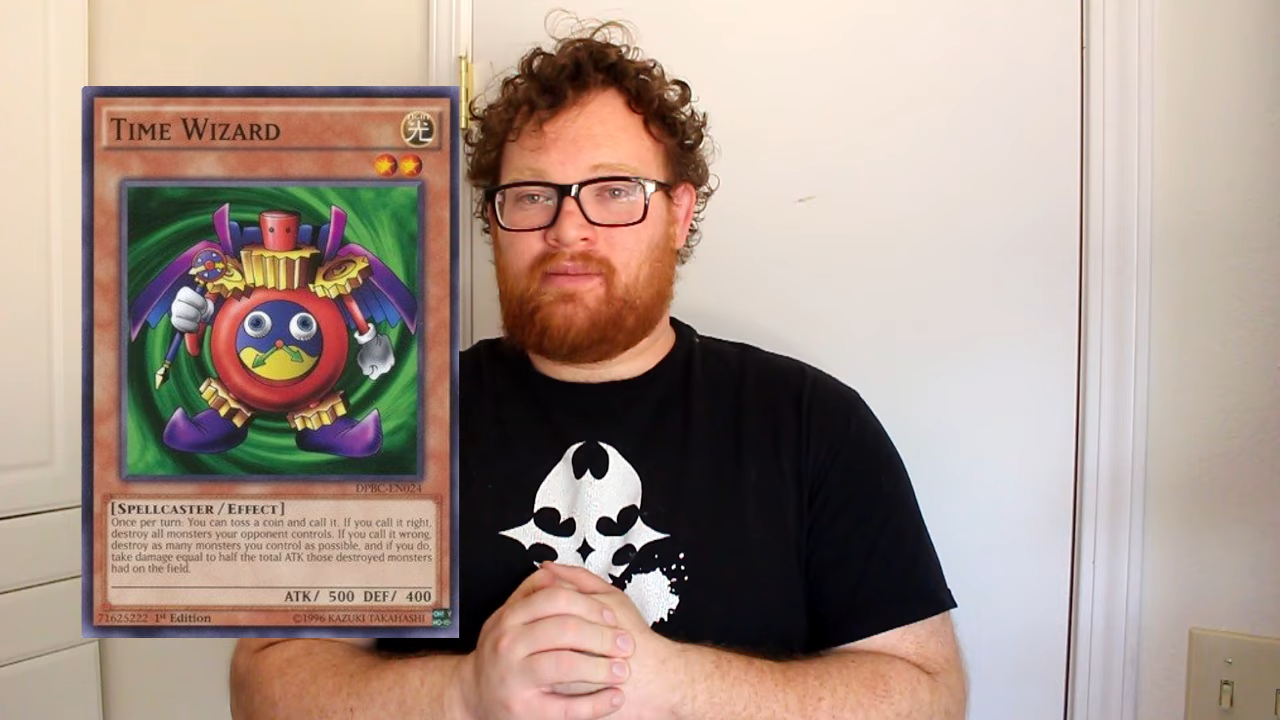 TIME WIZARD
光
DPBC-EN024
[SPELLCASTER / EFFECT]
Once per turn: You can toss a coin and call it. If you call it right,
destroy all monsters your opponent controls. If you call it wrong,
destroy as many monsters you control as possible, and if you do,
take damage equal to half the total ATK those destroyed monsters
had on the field.
ATK/ 500 DEF/ 400
71625222 1st Edition ©1996 KAZUKI TAKAHASHI